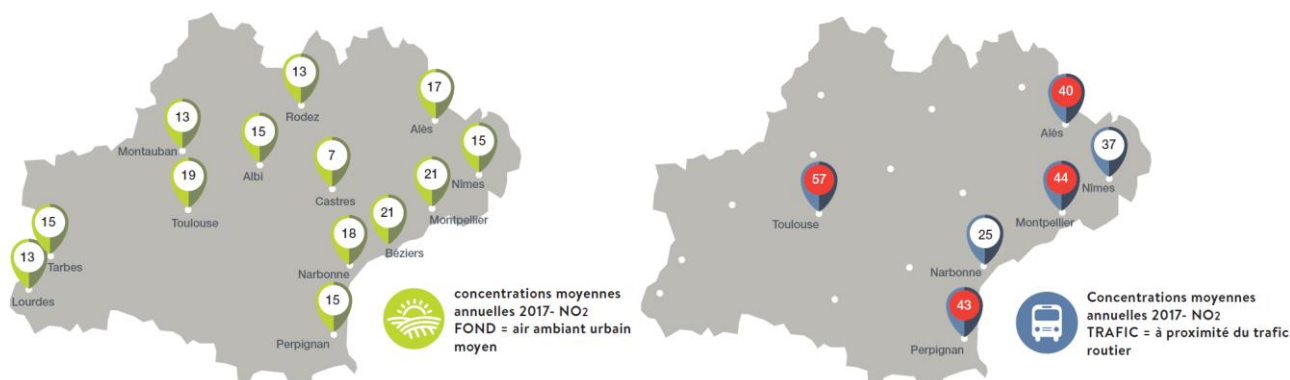 13
Rodez
17
Alès
13
Montauban
15
Albi
15
Nîmes
7
Castres
19
Toulouse
21
Montpellier
21
Béziers
18
Narbonne
15
Tarbes
13
Lourdes
15
Perpignan
concentrations moyennes
annuelles 2017- NO2
FOND = air ambiant urbain
moyen
40
Alès
37
Nîmes
57
Toulouse
44
Montpellier
25
Narbonne
43
Perpignan
Concentrations moyennes
annuelles 2017- NO2
TRAFIC = à proximité du trafic
routier